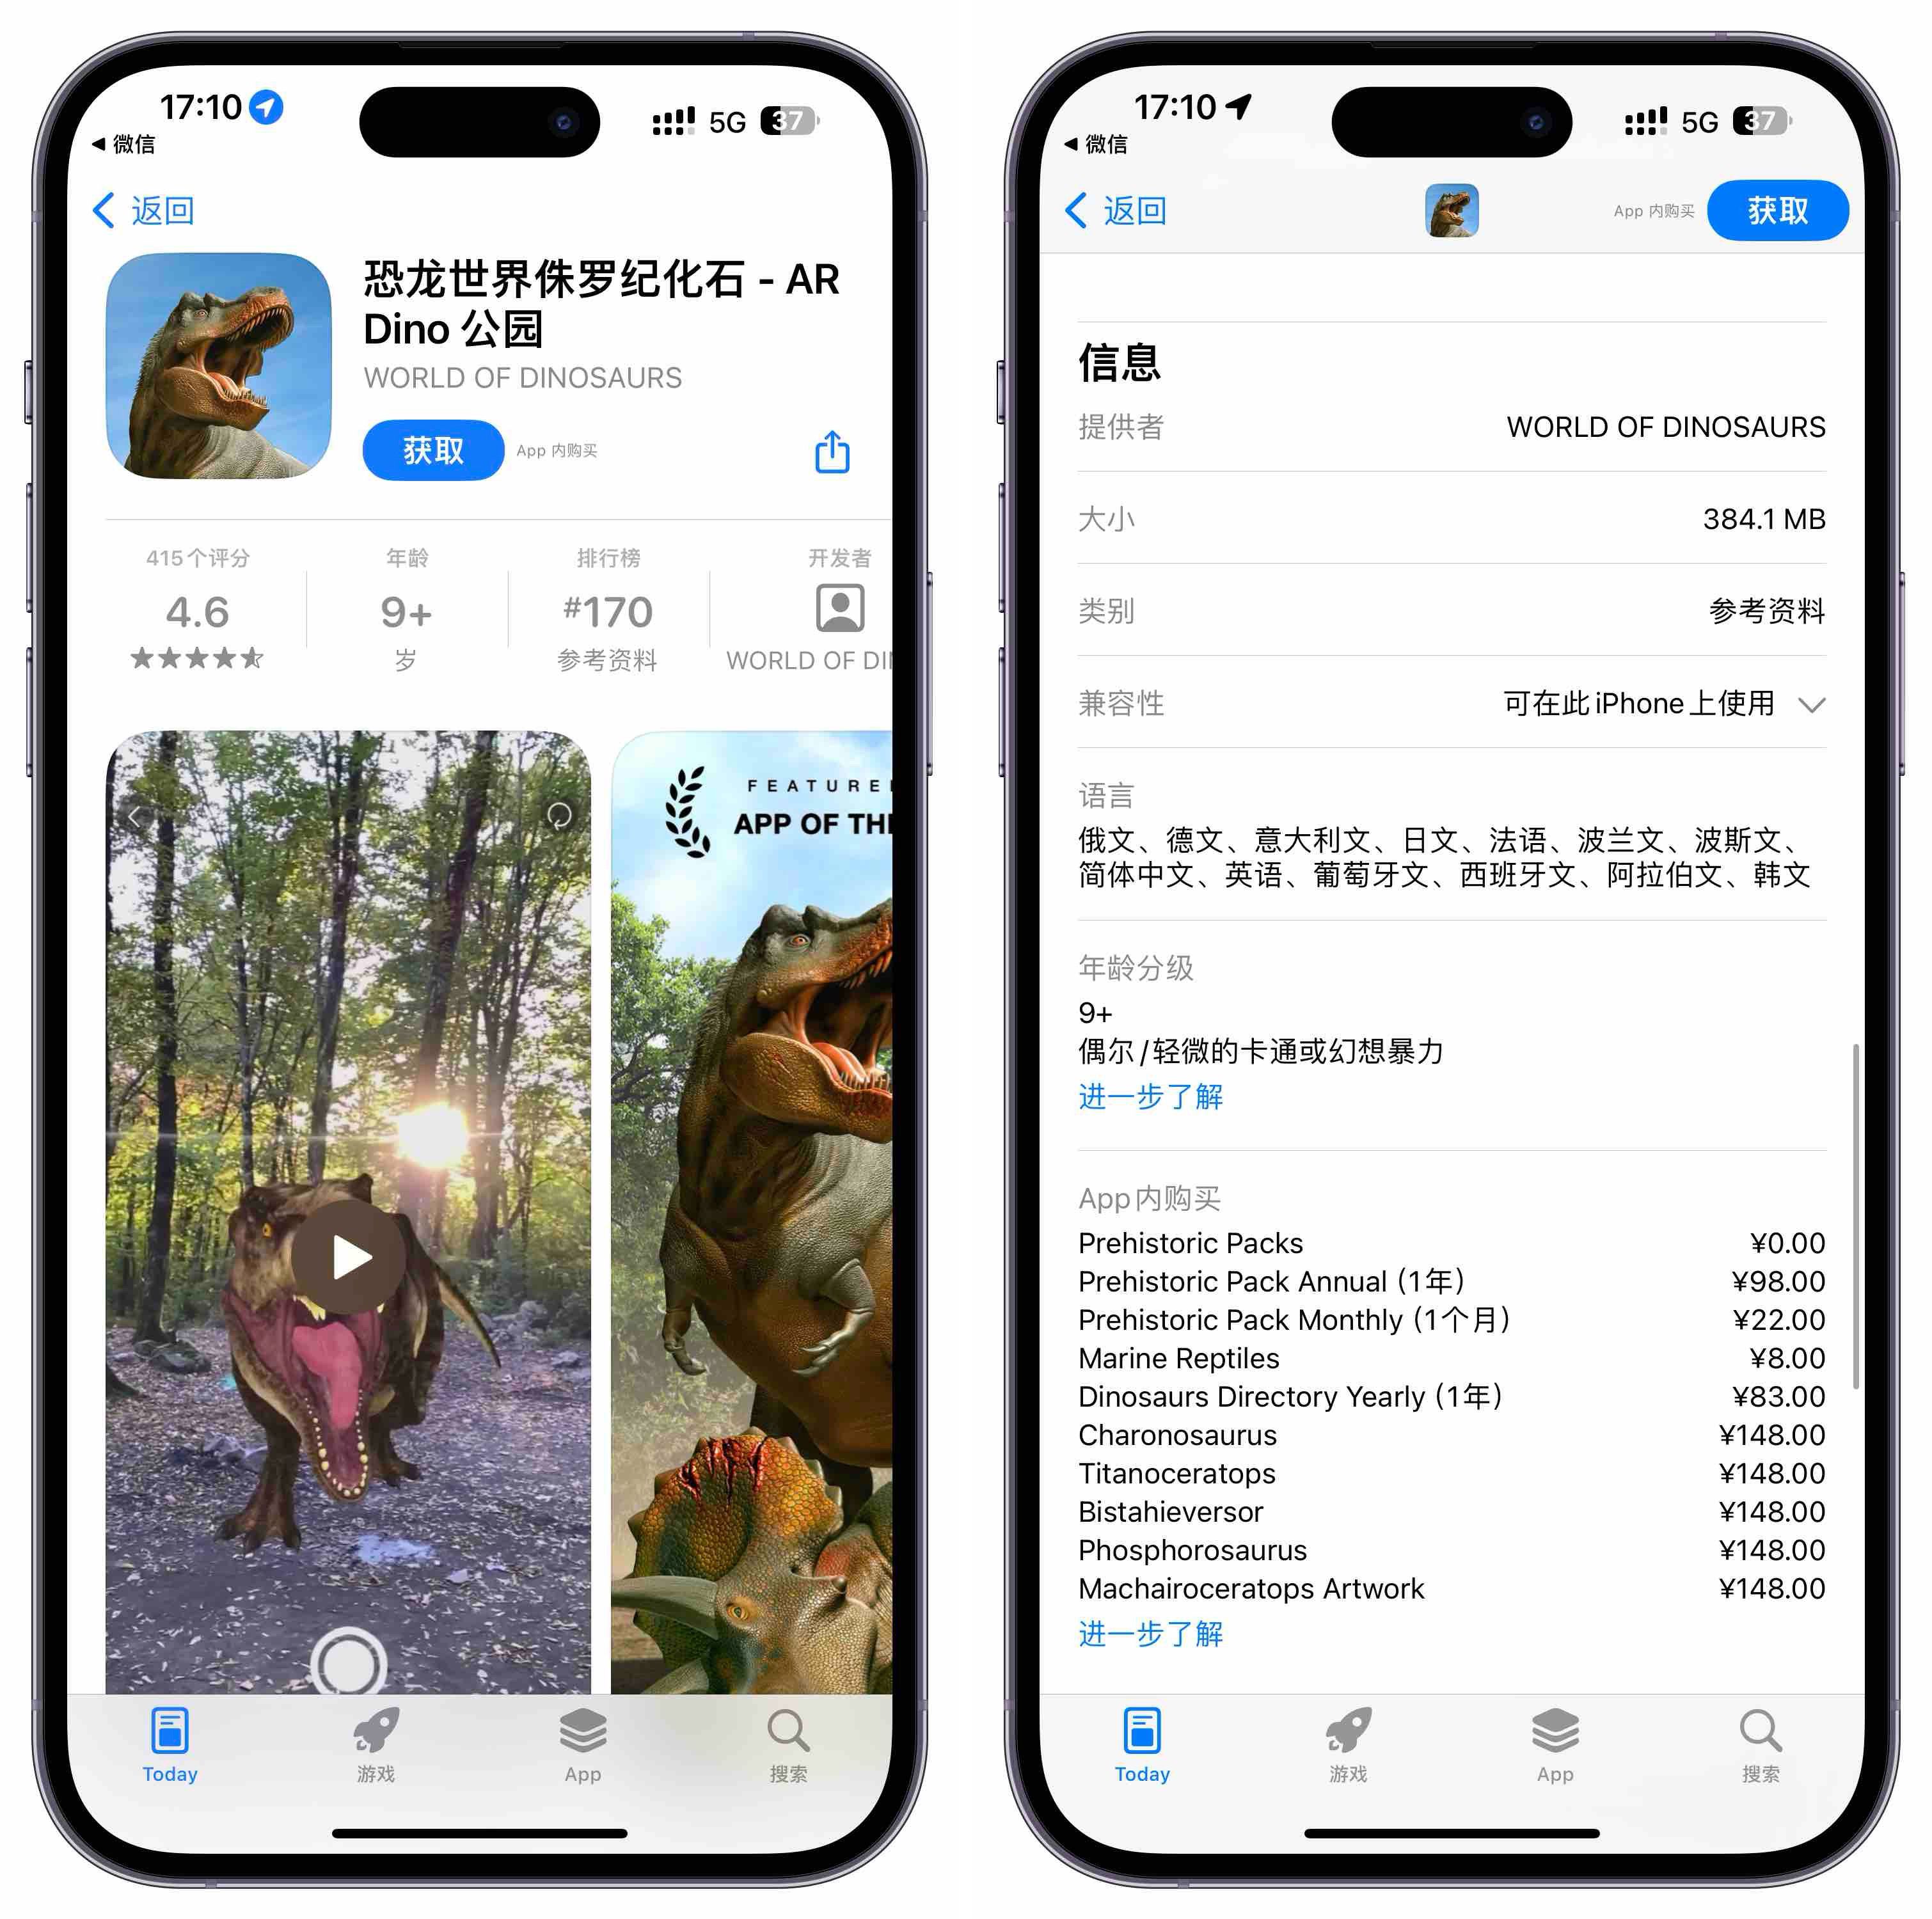 17:10
5G
37
◀ 微信
返回
恐龙世界侏罗纪化石 - AR
Dino 公园
WORLD OF DINOSAURS
获取
App 内购买
415个评分
年龄
排行榜
开发者
4.6
9+
#170
岁
参考资料
WORLD OF DI
FEATURE
APP OF TH
Today
游戏
App
搜索
17:10
5G
37
◀ 微信
返回
App 内购买
获取
信息
提供者
WORLD OF DINOSAURS
大小
384.1 MB
类别
参考资料
兼容性
可在此 iPhone 上使用
语言
俄文、德文、意大利文、日文、法语、波兰文、波斯文、
简体中文、英语、葡萄牙文、西班牙文、阿拉伯文、韩文
年龄分级
9+
偶尔/轻微的卡通或幻想暴力
进一步了解
App内购买
Prehistoric Packs ¥0.00
Prehistoric Pack Annual (1年) ¥98.00
Prehistoric Pack Monthly (1个月) ¥22.00
Marine Reptiles ¥8.00
Dinosaurs Directory Yearly (1年) ¥83.00
Charonosaurus ¥148.00
Titanoceratops ¥148.00
Bistahieversor ¥148.00
Phosphorosaurus ¥148.00
Machairoceratops Artwork ¥148.00
进一步了解
Today
游戏
App
搜索